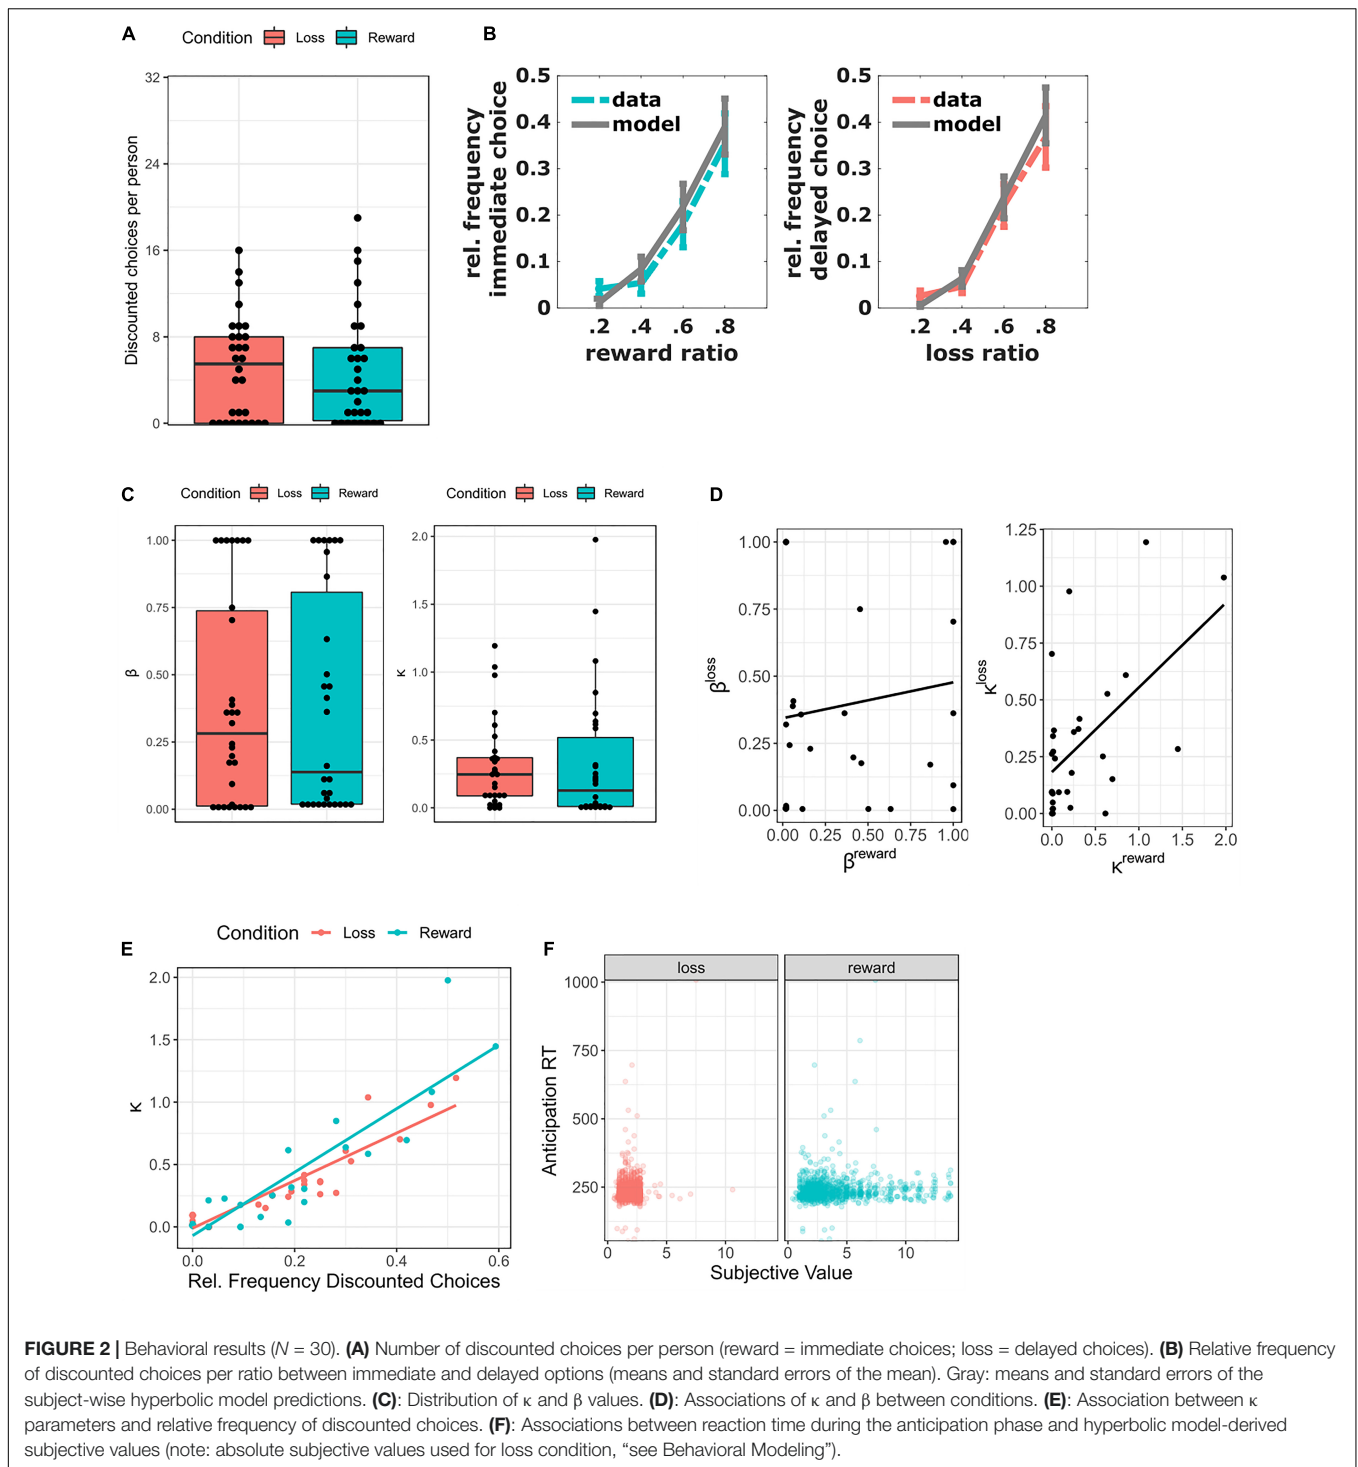 A
Condition Loss Reward
32
24
16
8
0
Discounted choices per person
B
0.5
0.4
0.3
0.2
0.1
0
rel. frequency
immediate choice
data
model
.2 .4 .6 .8
reward ratio
0.5
0.4
0.3
0.2
0.1
0
rel. frequency
delayed choice
data
model
.2 .4 .6 .8
loss ratio
C
Condition Loss Reward
1.00
0.75
0.50
0.25
0.00
β
Condition Loss Reward
2.0
1.5
1.0
0.5
0.0
κ
D
1.00
0.75
0.50
0.25
0.00
βloss
0.00 0.25 0.50 0.75 1.00
βreward
1.25
1.00
0.75
0.50
0.25
0.00
κloss
0.0 0.5 1.0 1.5 2.0
κreward
E
Condition Loss Reward
2.0
1.5
1.0
0.5
0.0
κ
0.0 0.2 0.4 0.6
Rel. Frequency Discounted Choices
F
loss reward
1000
750
500
250
Anticipation RT
0 5 10 0 5 10
Subjective Value
FIGURE 2 | Behavioral results (N = 30). (A) Number of discounted choices per person (reward = immediate choices; loss = delayed choices). (B) Relative frequency
of discounted choices per ratio between immediate and delayed options (means and standard errors of the mean). Gray: means and standard errors of the
subject-wise hyperbolic model predictions. (C): Distribution of κ and β values. (D): Associations of κ and β between conditions. (E): Association between κ
parameters and relative frequency of discounted choices. (F): Associations between reaction time during the anticipation phase and hyperbolic model-derived
subjective values (note: absolute subjective values used for loss condition, “see Behavioral Modeling”).